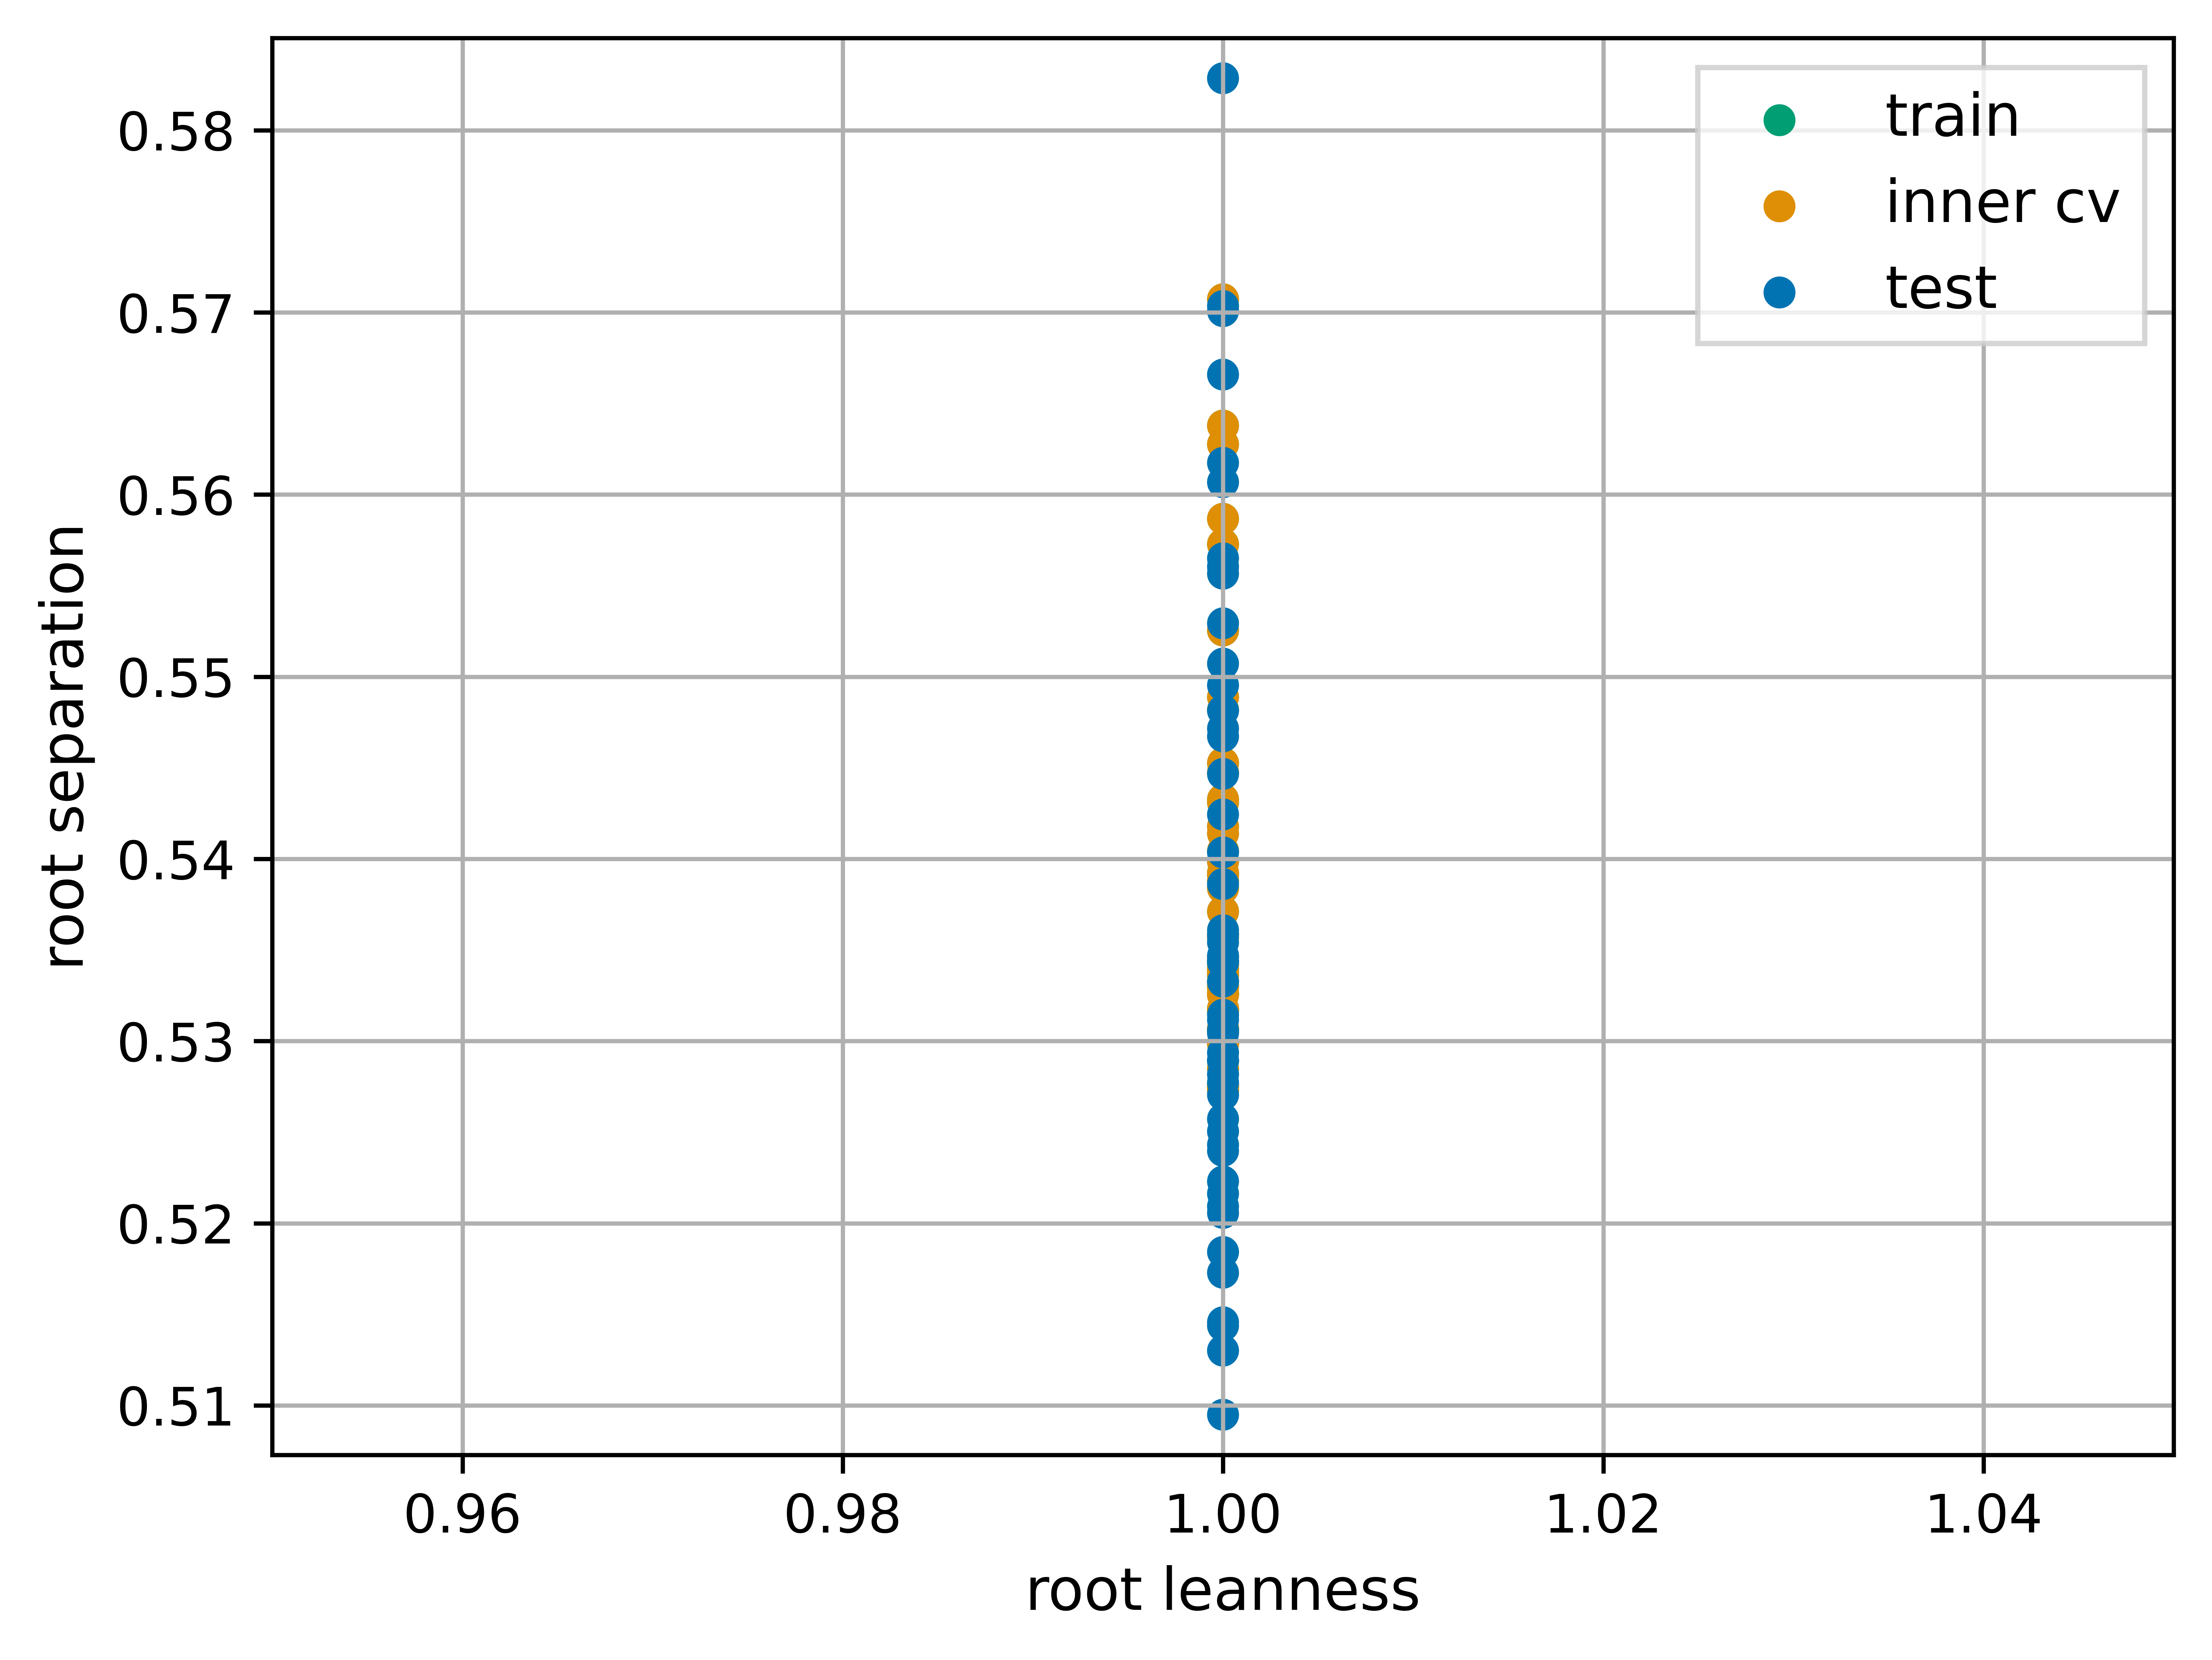 train
inner cv
test
0.58
0.57
0.56
0.55
0.54
0.53
0.52
0.51
root separation
0.96 0.98 1.00 1.02 1.04
root leanness